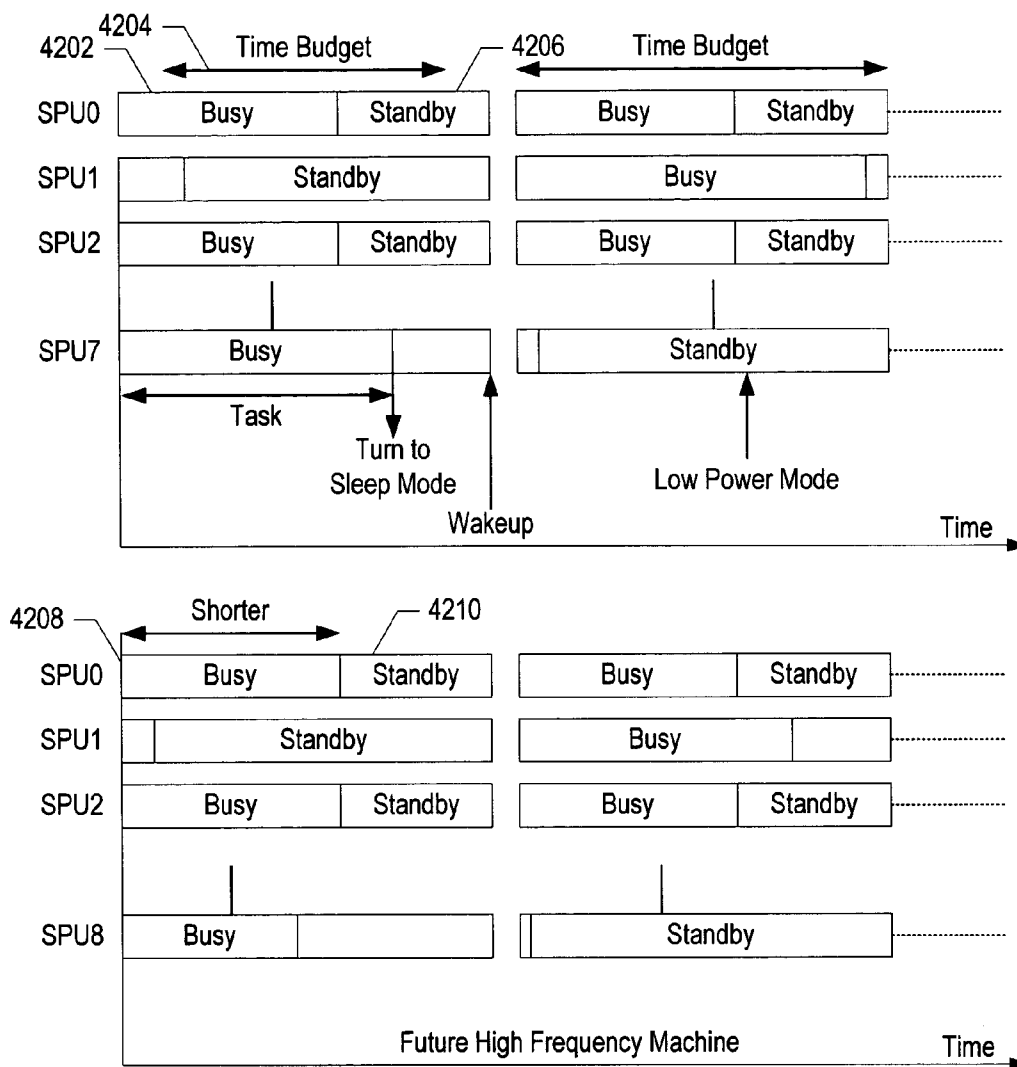 4204
4202 Time Budget 4206 Time Budget
SPU0 Busy Standby Busy Standby
SPU1 Standby Busy
SPU2 Busy Standby Busy Standby
SPU7 Busy Standby
Task
Turn to
Sleep Mode
Low Power Mode
Wakeup
Time
4208 Shorter 4210
SPU0 Busy Standby Busy Standby
SPU1 Standby Busy
SPU2 Busy Standby Busy Standby
SPU8 Busy Standby
Future High Frequency Machine Time